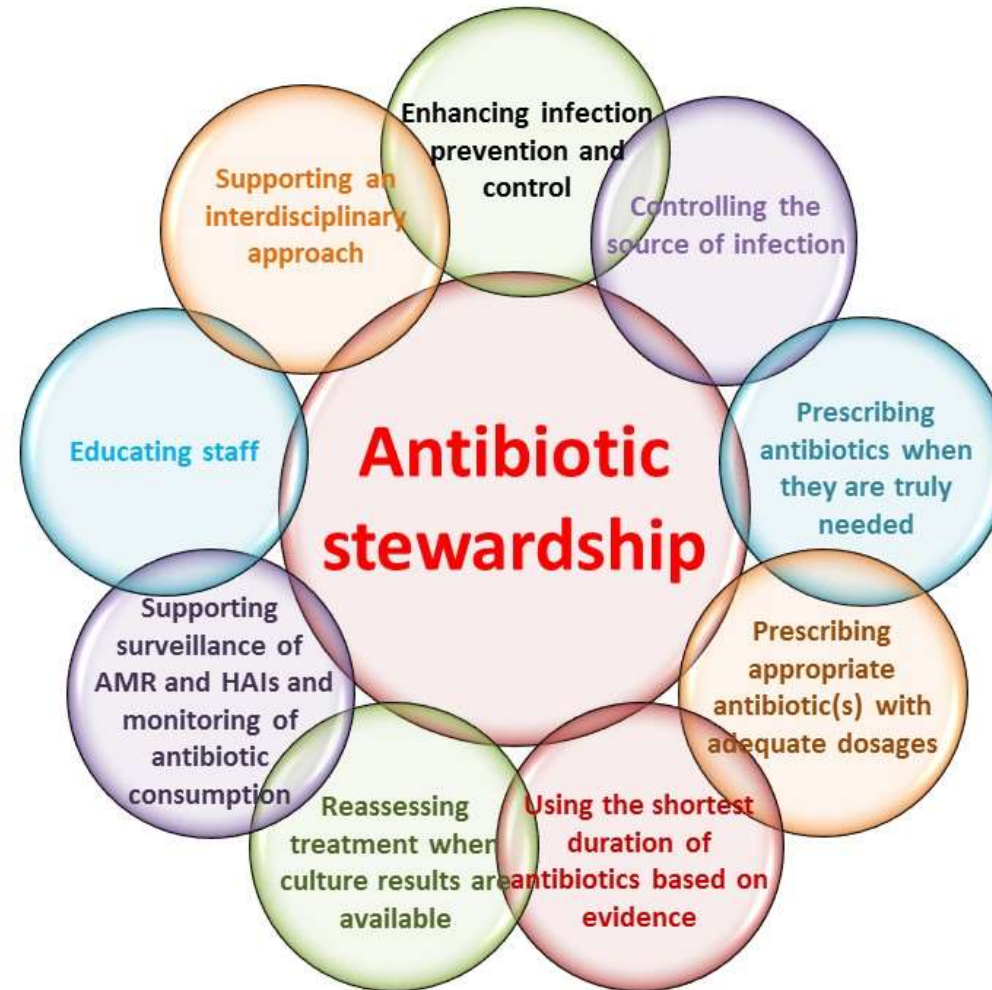 Enhancing infection
prevention and
control
Controlling the
source of infection
Prescribing
antibiotics when
they are truly
needed
Prescribing
appropriate
antibiotic(s) with
adequate dosages
Using the shortest
duration of
antibiotics based on
evidence
Reassessing
treatment when
culture results are
available
Supporting
surveillance of
AMR and HAIs and
monitoring of
antibiotic
consumption
Educating staff
Supporting an
interdisciplinary
approach
Antibiotic
stewardship